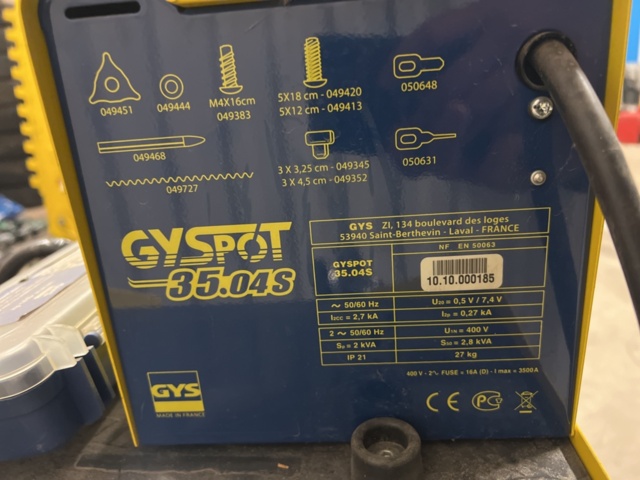 049451
049444
M4X16cm
049383
5X18 cm - 049420
5X12 cm - 049413
050648
049468
3 X 3,25 cm - 049345
3 X 4,5 cm - 049352
050631
049727
GYSPOT
35.04S
GYS ZI, 134 boulevard des loges
53940 Saint-Berthevin - Laval - FRANCE
GYSPOT
35.04S
NF EN 50063
10.10.000185
~ 50/60 Hz
U20 = 0,5 V / 7,4 V
I2CC = 2,7 kA
I2p = 0,27 kA
2 ~ 50/60 Hz
U1N = 400 V
Sp = 2 kVA
S50 = 2,8 kVA
IP 21
27 kg
400 V - 2~ FUSE = 16A (D) - I max = 3500 A
GYS
MADE IN FRANCE
CE